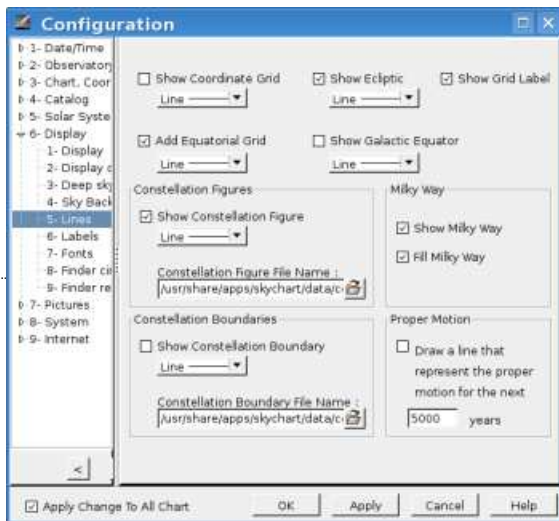 Configuration
1- Date/Time
2- Observatory
3- Chart, Coor
4- Catalog
5- Solar Syste
6- Display
1- Display
2- Display c
3- Deep sky
4- Sky Back
5- Lines
6- Labels
7- Fonts
8- Finder cir
9- Finder re
7- Pictures
8- System
9- Internet
<
Show Coordinate Grid
Line
Show Ecliptic
Line
Show Grid Label
Add Equatorial Grid
Line
Show Galactic Equator
Line
Constellation Figures
Show Constellation Figure
Line
Constellation Figure File Name :
/usr/share/apps/skychart/data/c
Milky Way
Show Milky Way
Fill Milky Way
Constellation Boundaries
Show Constellation Boundary
Line
Constellation Boundary File Name :
/usr/share/apps/skychart/data/c
Proper Motion
Draw a line that
represent the proper
motion for the next
5000 years
Apply Change To All Chart
OK
Apply
Cancel
Help